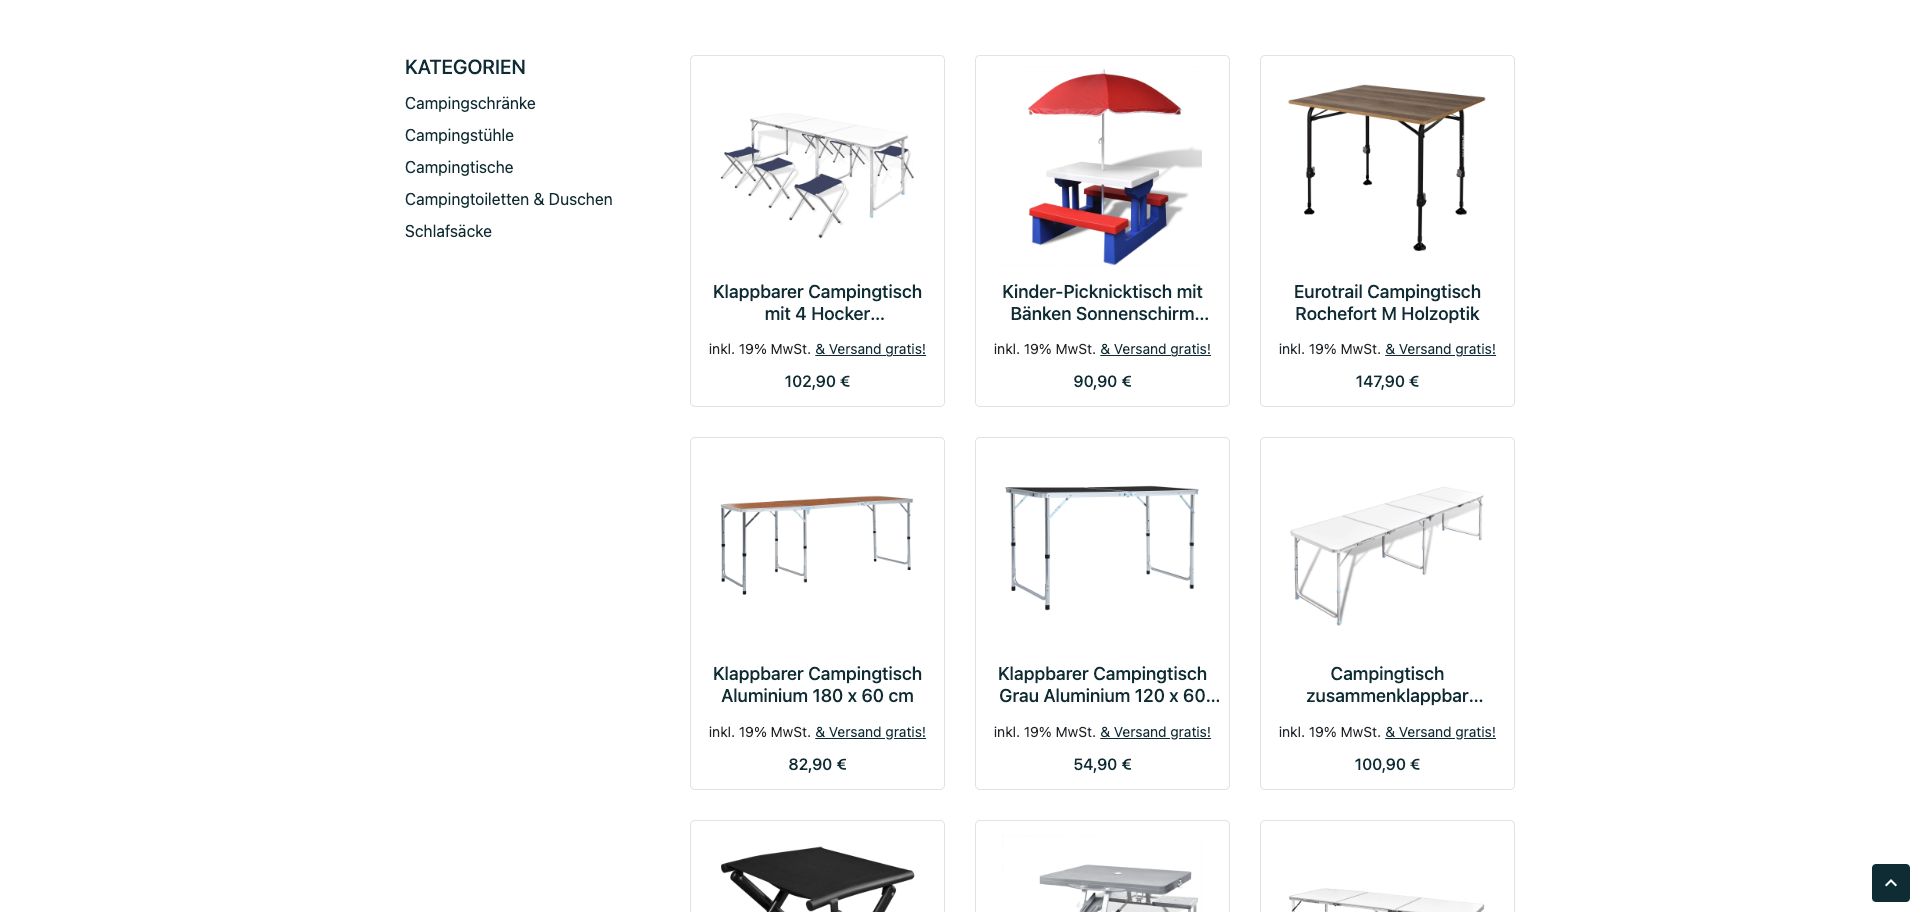 KATEGORIEN
Campingschränke
Campingstühle
Campingtische
Campingtoiletten & Duschen
Schlafsäcke
Klappbarer Campingtisch
mit 4 Hocker...
inkl. 19% MwSt. & Versand gratis!
102,90 €
Kinder-Picknicktisch mit
Bänken Sonnenschirm...
inkl. 19% MwSt. & Versand gratis!
90,90 €
Eurotrail Campingtisch
Rochefort M Holzoptik
inkl. 19% MwSt. & Versand gratis!
147,90 €
Klappbarer Campingtisch
Aluminium 180 x 60 cm
inkl. 19% MwSt. & Versand gratis!
82,90 €
Klappbarer Campingtisch
Grau Aluminium 120 x 60...
inkl. 19% MwSt. & Versand gratis!
54,90 €
Campingtisch
zusammenklappbar...
inkl. 19% MwSt. & Versand gratis!
100,90 €